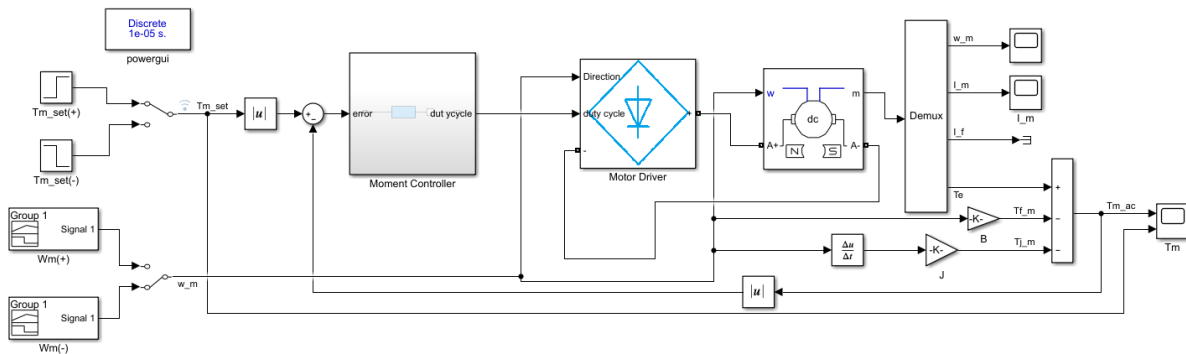 Discrete
1e-05 s.
powergui
Tm_set(+)
Tm_set(-)
Tm_set
|u|
+
-
error
dut ycycle
Moment Controller
Direction
duty cycle
+
-
Motor Driver
w
m
dc
A+
A-
N
S
Demux
w_m
I_m
I_m
I_f
Te
+
-
-
Tm_ac
Tm
-K-
Tf_m
B
Δu
Δt
-K-
Tj_m
J
|u|
Group 1
Signal 1
Wm(+)
w_m
Group 1
Signal 1
Wm(-)